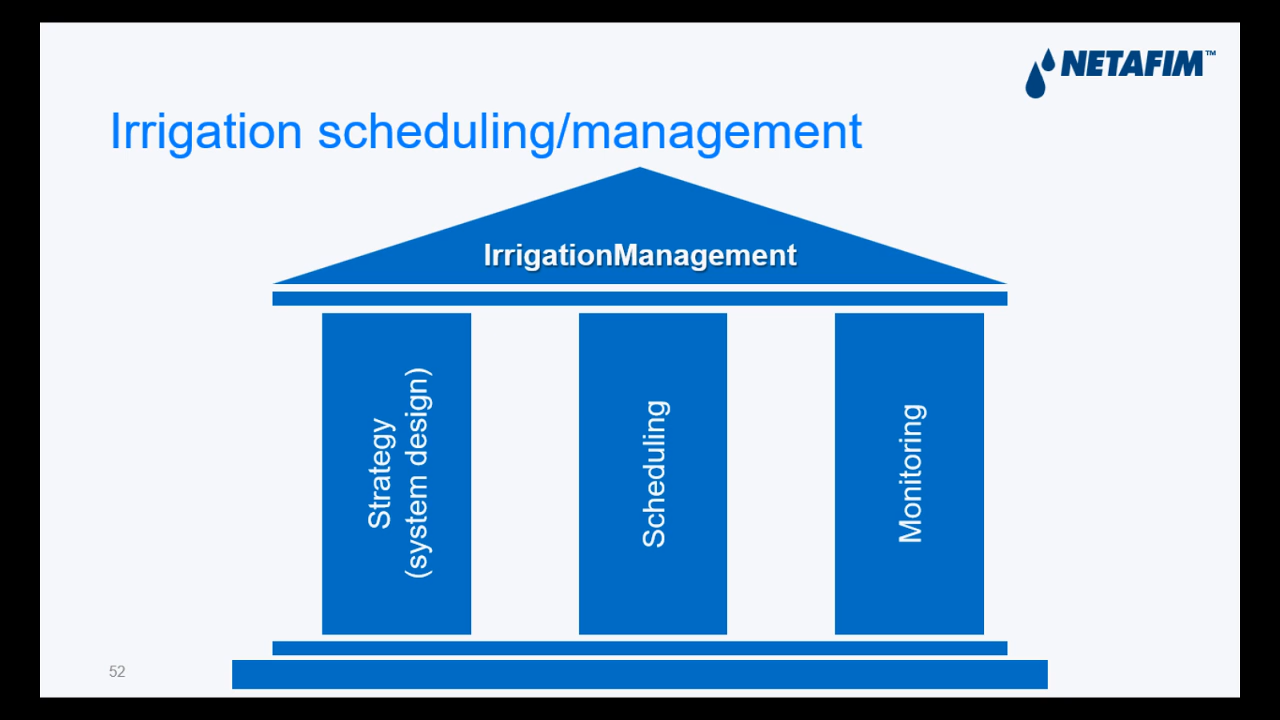 NETAFIM™
Irrigation scheduling/management
IrrigationManagement
Strategy
(system design)
Scheduling
Monitoring
52